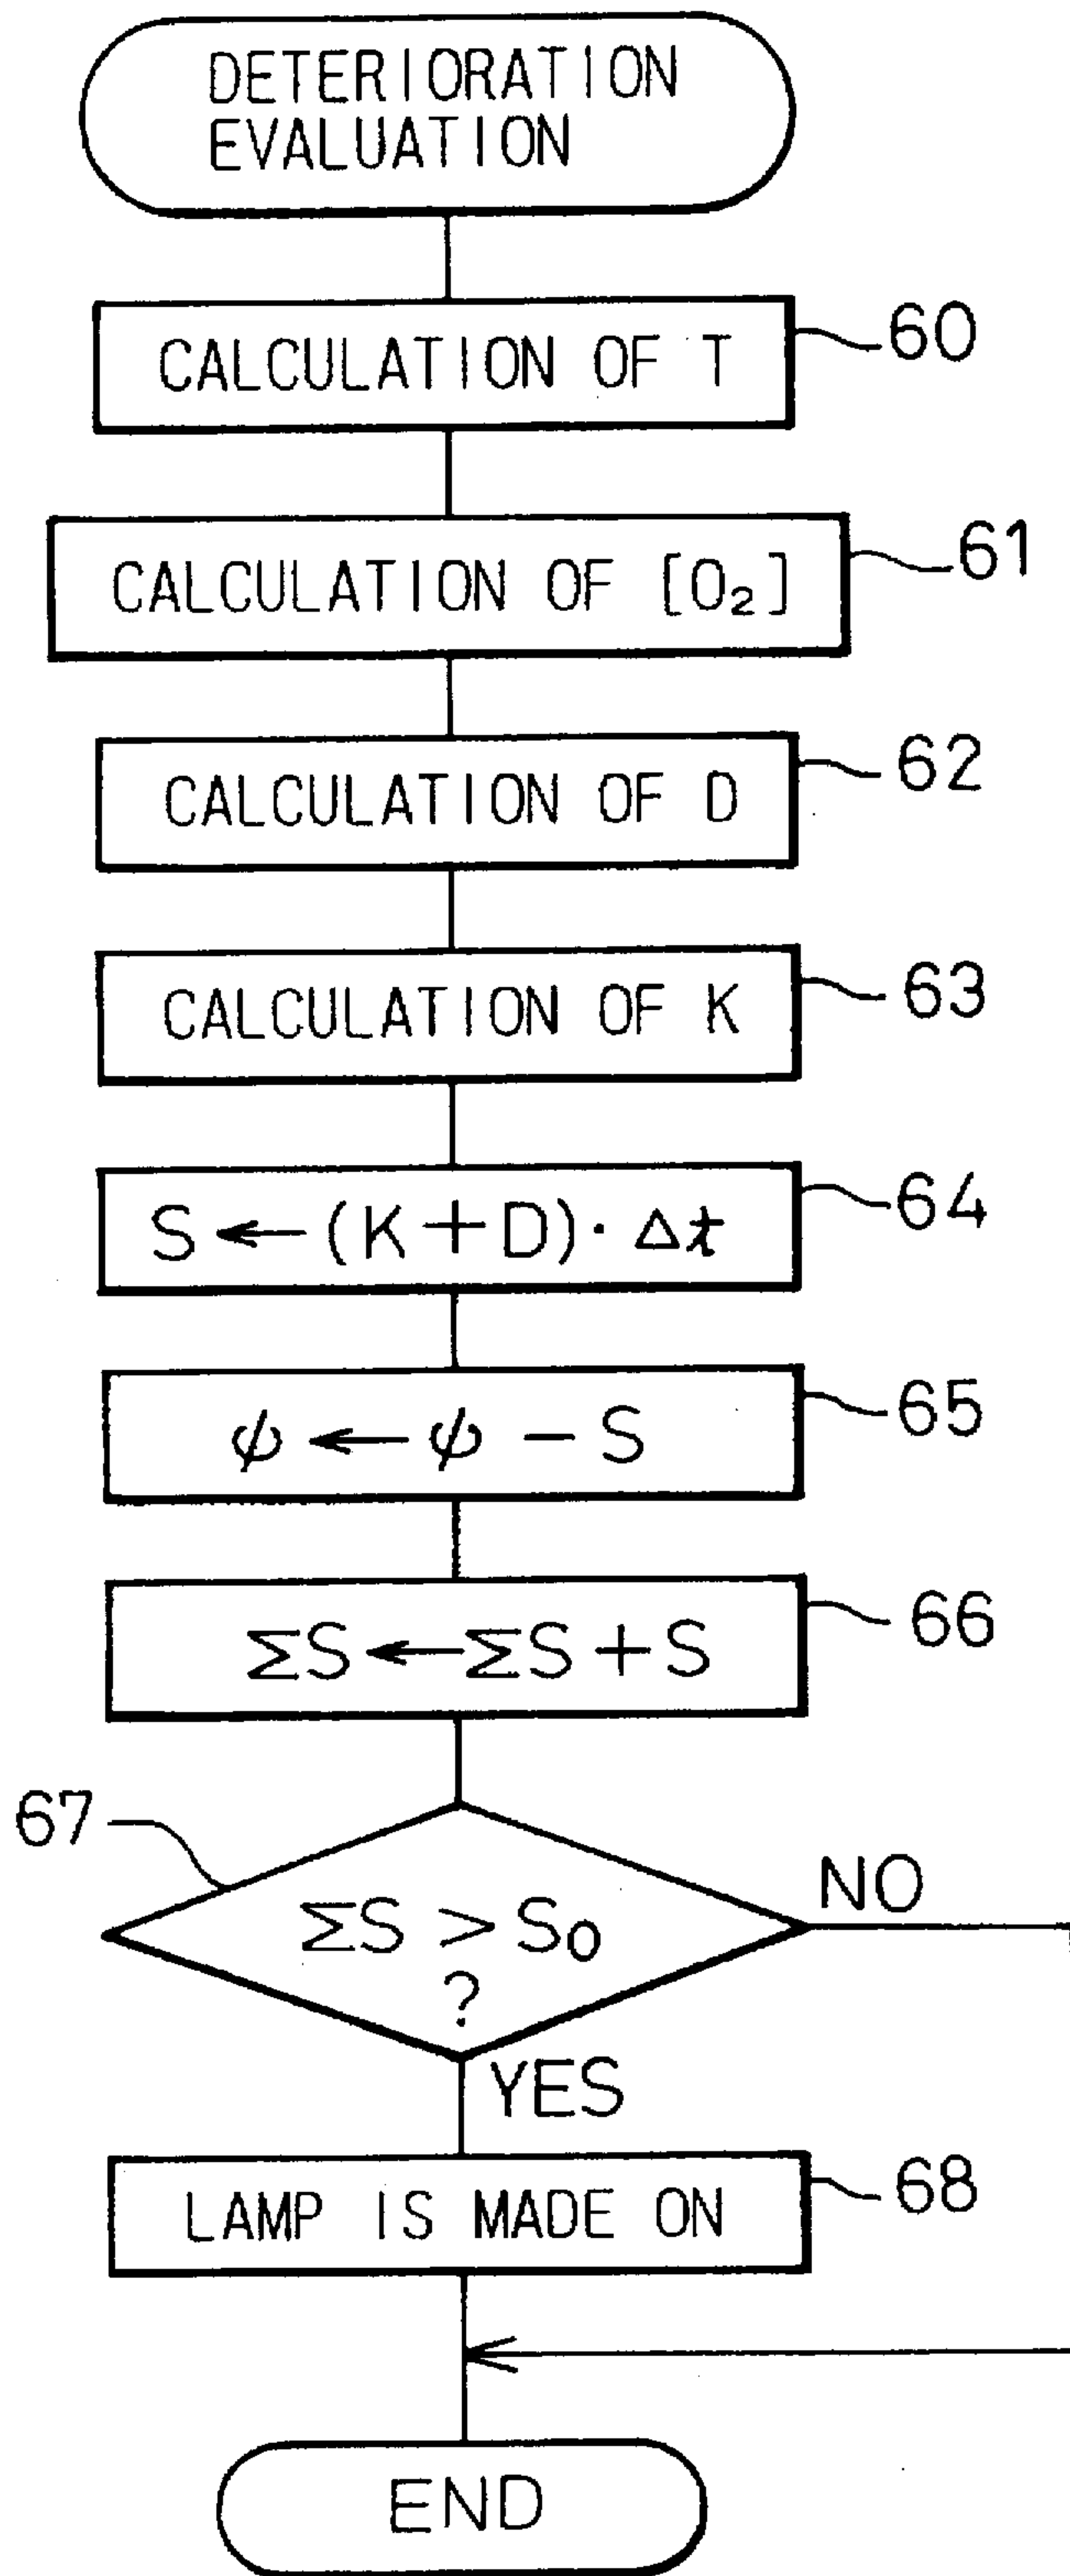 DETERIORATION
EVALUATION
CALCULATION OF T
60
CALCULATION OF [O₂]
61
CALCULATION OF D
62
CALCULATION OF K
63
S ← (K + D) · Δt
64
ψ ← ψ − S
65
ΣS ← ΣS + S
66
67
ΣS > S₀
?
NO
YES
LAMP IS MADE ON
68
END